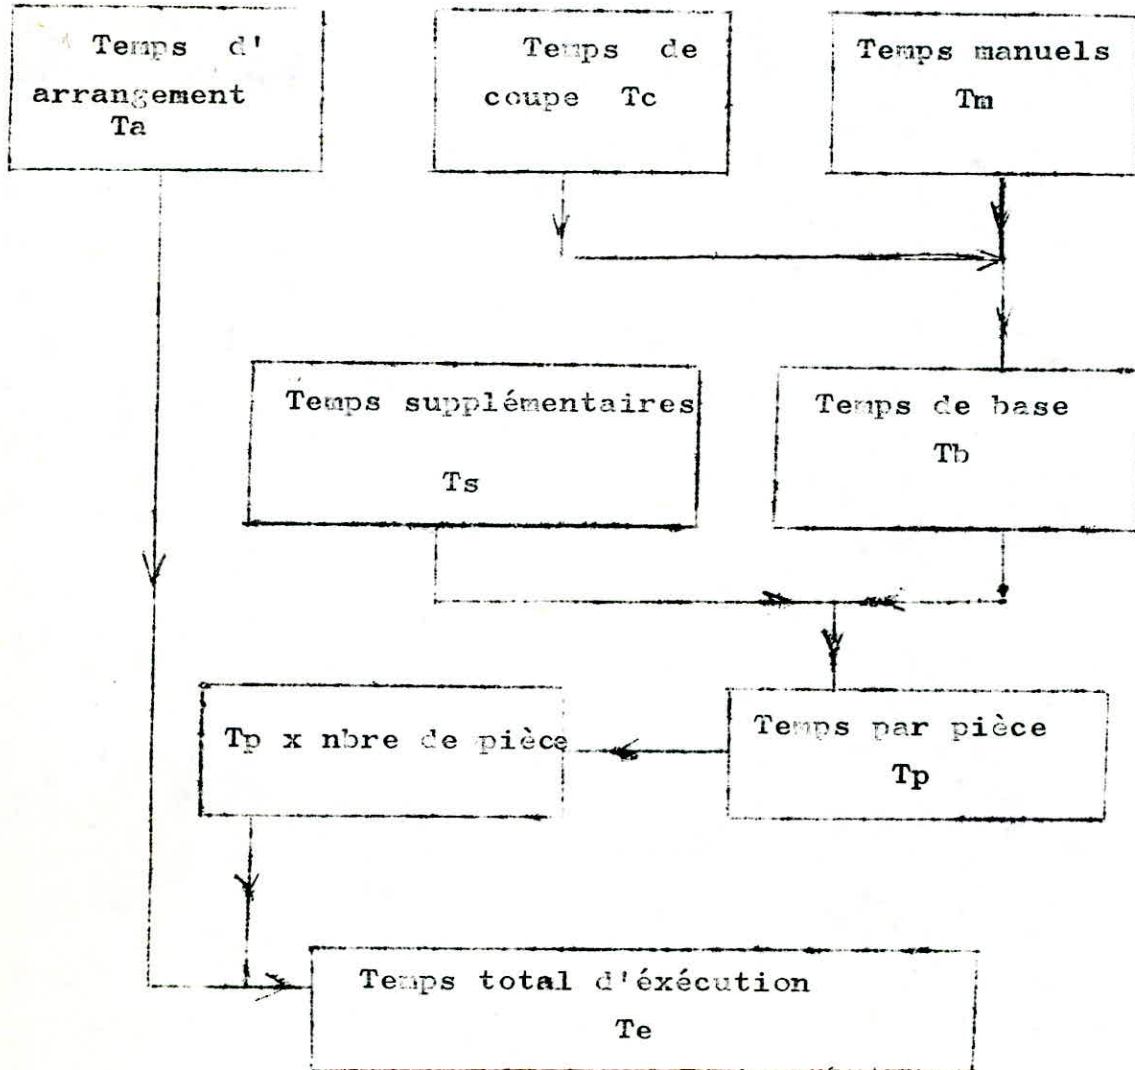 Temps d'
arrangement
Ta
Temps de
coupe Tc
Temps manuels
Tm
Temps supplémentaires
Ts
Temps de base
Tb
Tp x nbre de pièce
Temps par pièce
Tp
Temps total d'éxécution
Te